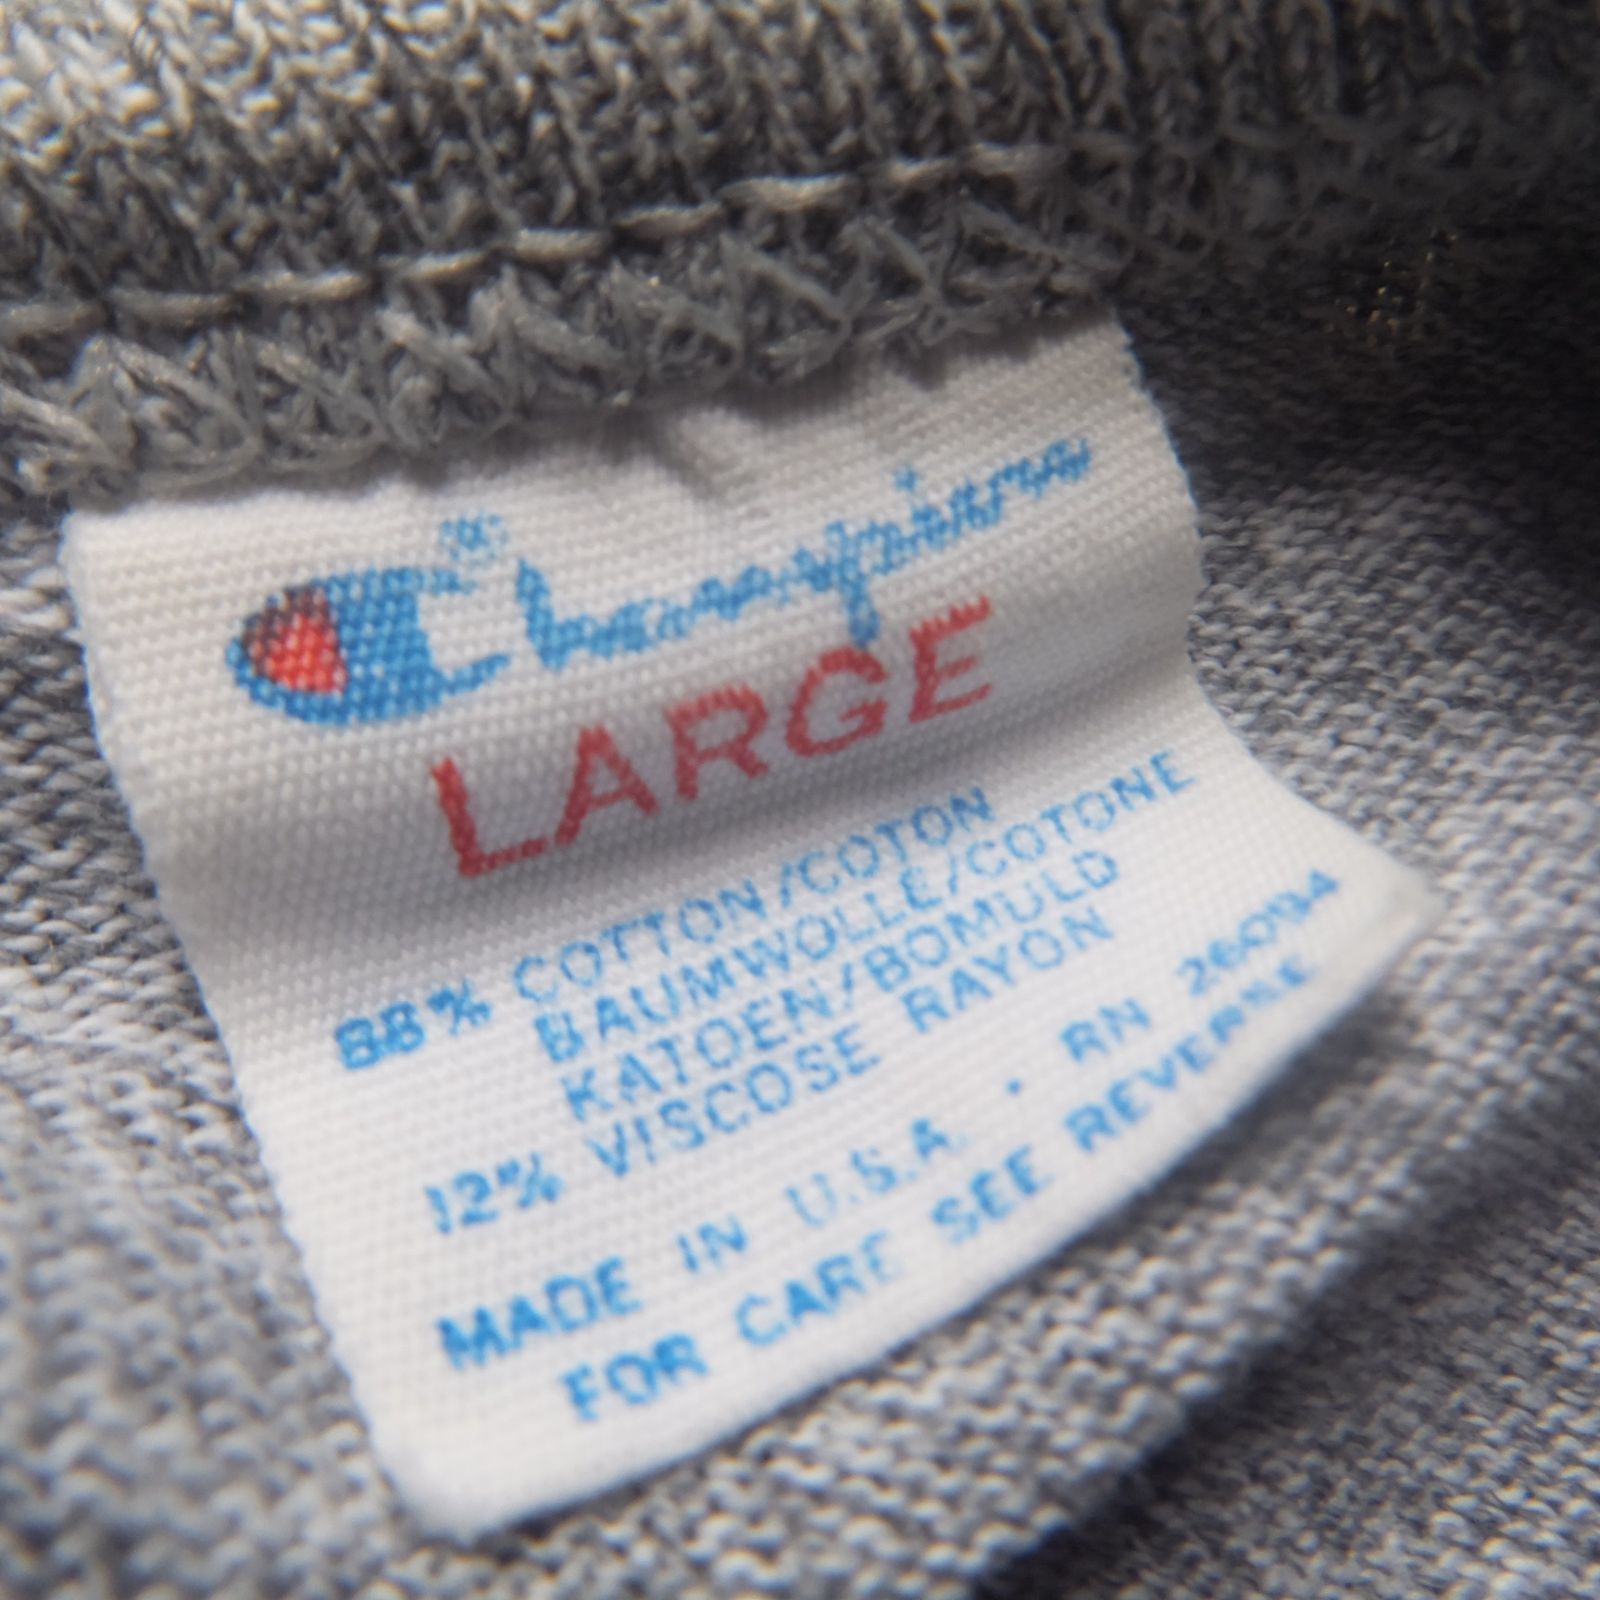 Champion®
LARGE
88% COTTON/COTON
BAUMWOLLE/COTONE
KATOEN/BOMULD
12% VISCOSE RAYON
MADE IN U.S.A. · RN 26094
FOR CARE SEE REVERSE